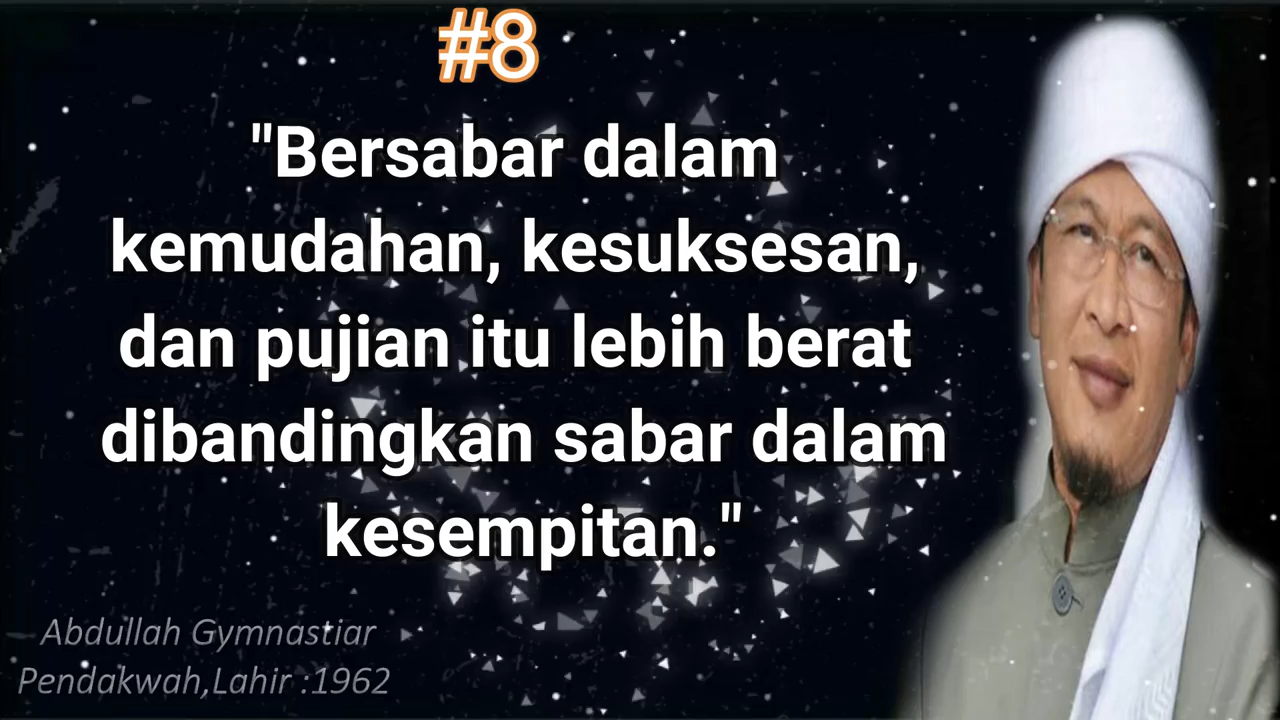 #8
"Bersabar dalam
kemudahan, kesuksesan,
dan pujian itu lebih berat
dibandingkan sabar dalam
kesempitan."
Abdullah Gymnastiar
Pendakwah,Lahir :1962